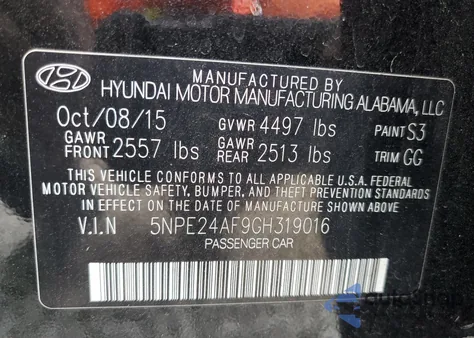 MANUFACTURED BY
HYUNDAI MOTOR MANUFACTURING ALABAMA, LLC
Oct/08/15 GVWR 4497 lbs PAINT S3
GAWR FRONT 2557 lbs GAWR REAR 2513 lbs TRIM GG
THIS VEHICLE CONFORMS TO ALL APPLICABLE U.S.A. FEDERAL
MOTOR VEHICLE SAFETY, BUMPER, AND THEFT PREVENTION STANDARDS
IN EFFECT ON THE DATE OF MANUFACTURE SHOWN ABOVE.
V.I.N 5NPE24AF9GH319016
PASSENGER CAR